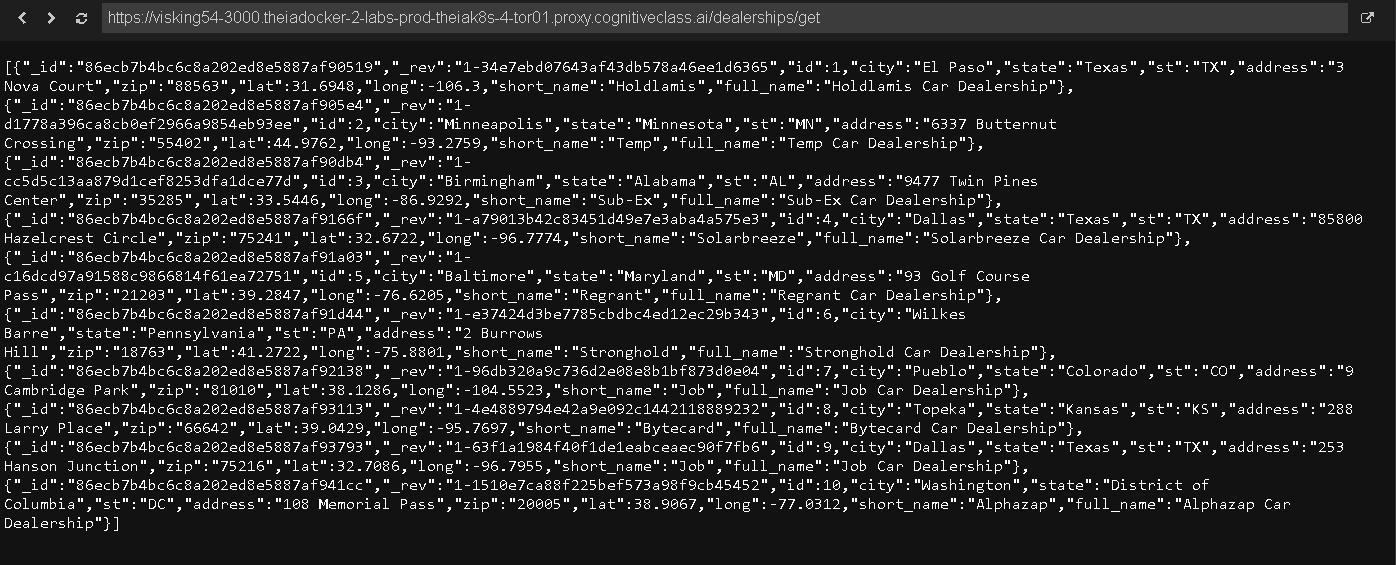 https://visking54-3000.theiadocker-2-labs-prod-theiak8s-4-tor01.proxy.cognitiveclass.ai/dealerships/get
[{"_id":"86ecb7b4bc6c8a202ed8e5887af90519","_rev":"1-34e7ebd07643af43db578a46ee1d6365","id":1,"city":"El Paso","state":"Texas","st":"TX","address":"3
Nova Court","zip":"88563","lat":31.6948,"long":-106.3,"short_name":"Holdlamis","full_name":"Holdlamis Car Dealership"},
{"_id":"86ecb7b4bc6c8a202ed8e5887af905e4","_rev":"1-
d1778a396ca8cb0ef2966a9854eb93ee","id":2,"city":"Minneapolis","state":"Minnesota","st":"MN","address":"6337 Butternut
Crossing","zip":"55402","lat":44.9762,"long":-93.2759,"short_name":"Temp","full_name":"Temp Car Dealership"},
{"_id":"86ecb7b4bc6c8a202ed8e5887af90db4","_rev":"1-
cc5d5c13aa879d1cef8253dfa1dce77d","id":3,"city":"Birmingham","state":"Alabama","st":"AL","address":"9477 Twin Pines
Center","zip":"35285","lat":33.5446,"long":-86.9292,"short_name":"Sub-Ex","full_name":"Sub-Ex Car Dealership"},
{"_id":"86ecb7b4bc6c8a202ed8e5887af9166f","_rev":"1-a79013b42c83451d49e7e3aba4a575e3","id":4,"city":"Dallas","state":"Texas","st":"TX","address":"85800
Hazelcrest Circle","zip":"75241","lat":32.6722,"long":-96.7774,"short_name":"Solarbreeze","full_name":"Solarbreeze Car Dealership"},
{"_id":"86ecb7b4bc6c8a202ed8e5887af91a03","_rev":"1-
c16dcd97a91588c9866814f61ea72751","id":5,"city":"Baltimore","state":"Maryland","st":"MD","address":"93 Golf Course
Pass","zip":"21203","lat":39.2847,"long":-76.6205,"short_name":"Regrant","full_name":"Regrant Car Dealership"},
{"_id":"86ecb7b4bc6c8a202ed8e5887af91d44","_rev":"1-e37424d3be7785cbdbc4ed12ec29b343","id":6,"city":"Wilkes
Barre","state":"Pennsylvania","st":"PA","address":"2 Burrows
Hill","zip":"18763","lat":41.2722,"long":-75.8801,"short_name":"Stronghold","full_name":"Stronghold Car Dealership"},
{"_id":"86ecb7b4bc6c8a202ed8e5887af92138","_rev":"1-96db320a9c736d2e08e8b1bf873d0e04","id":7,"city":"Pueblo","state":"Colorado","st":"CO","address":"9
Cambridge Park","zip":"81010","lat":38.1286,"long":-104.5523,"short_name":"Job","full_name":"Job Car Dealership"},
{"_id":"86ecb7b4bc6c8a202ed8e5887af93113","_rev":"1-4e4889794e42a9e092c1442118889232","id":8,"city":"Topeka","state":"Kansas","st":"KS","address":"288
Larry Place","zip":"66642","lat":39.0429,"long":-95.7697,"short_name":"Bytecard","full_name":"Bytecard Car Dealership"},
{"_id":"86ecb7b4bc6c8a202ed8e5887af93793","_rev":"1-63f1a1984f40f1de1eabceaec90f7fb6","id":9,"city":"Dallas","state":"Texas","st":"TX","address":"253
Hanson Junction","zip":"75216","lat":32.7086,"long":-96.7955,"short_name":"Job","full_name":"Job Car Dealership"},
{"_id":"86ecb7b4bc6c8a202ed8e5887af941cc","_rev":"1-1510e7ca88f225bef573a98f9cb45452","id":10,"city":"Washington","state":"District of
Columbia","st":"DC","address":"108 Memorial Pass","zip":"20005","lat":38.9067,"long":-77.0312,"short_name":"Alphazap","full_name":"Alphazap Car
Dealership"}]